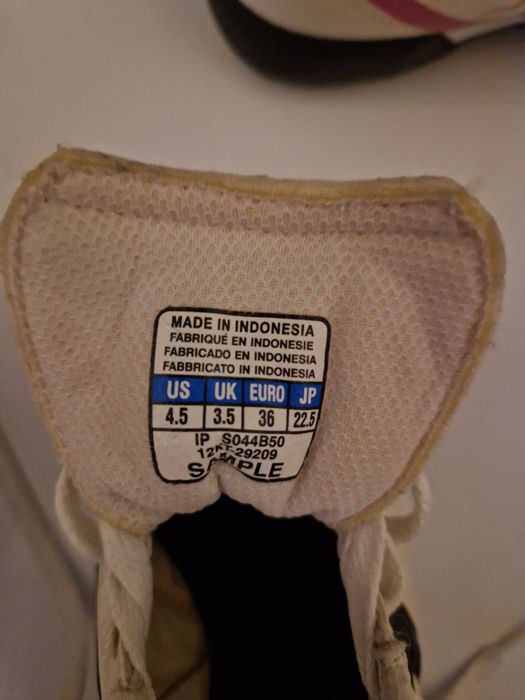 MADE IN INDONESIA
FABRIQUÉ EN INDONESIE
FABRICADO EN INDONESIA
FABBRICATO IN INDONESIA
US UK EURO JP
4.5 3.5 36 22.5
IP S044B50
SAMPLE